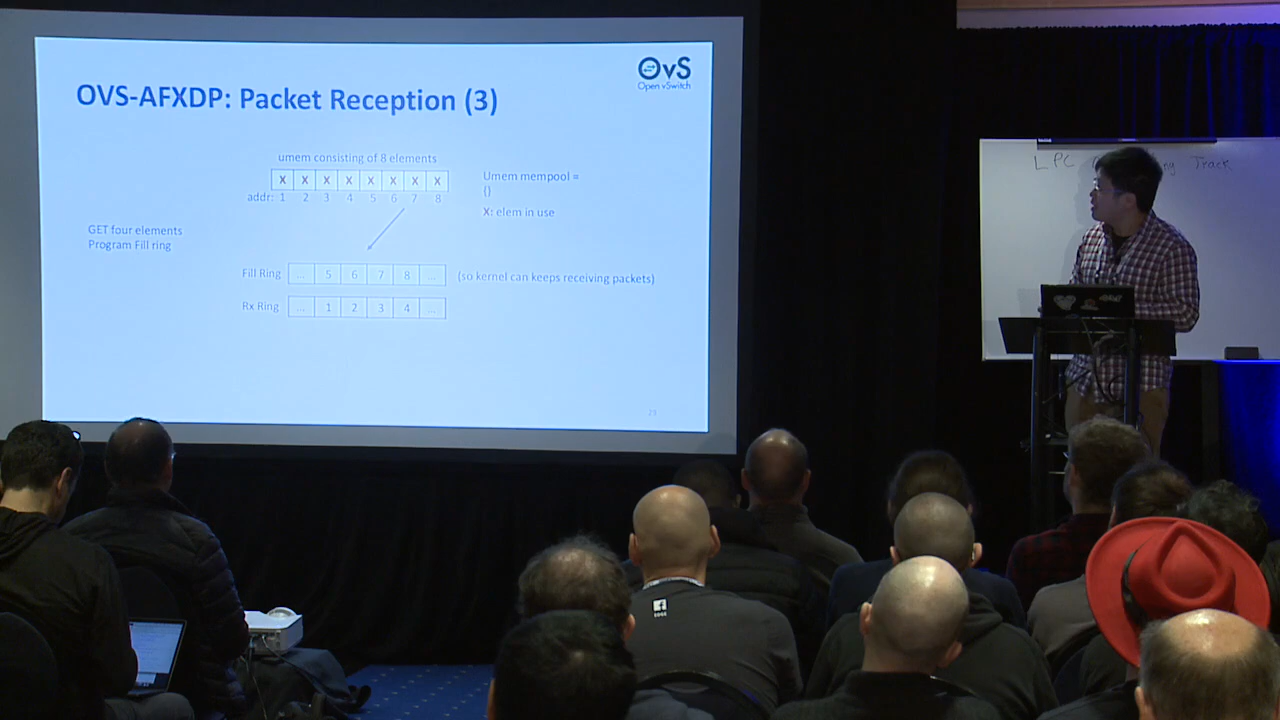 OVS-AFXDP: Packet Reception (3)
OvS
Open vSwitch
umem consisting of 8 elements
X X X X X X X X
addr: 1 2 3 4 5 6 7 8
Umem mempool =
{}
X: elem in use
GET four elements
Program Fill ring
Fill Ring ... 5 6 7 8 ... (so kernel can keeps receiving packets)
Rx Ring ... 1 2 3 4 ...
LPC
Track